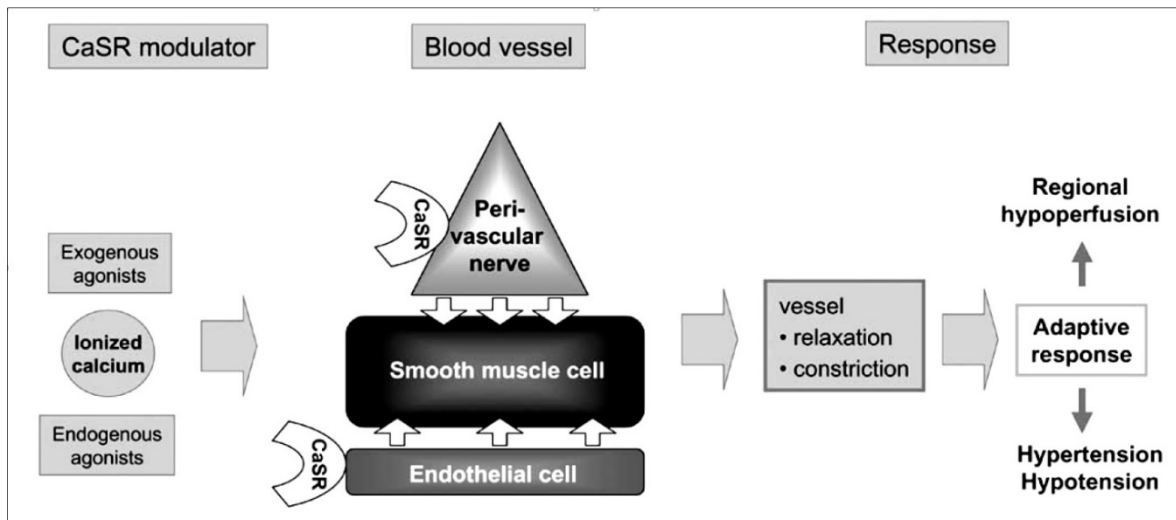 CaSR modulator
Blood vessel
Response
Exogenous
agonists
Ionized
calcium
Endogenous
agonists
CaSR
Peri-
vascular
nerve
Smooth muscle cell
CaSR
Endothelial cell
vessel
• relaxation
• constriction
Regional
hypoperfusion
Adaptive
response
Hypertension
Hypotension